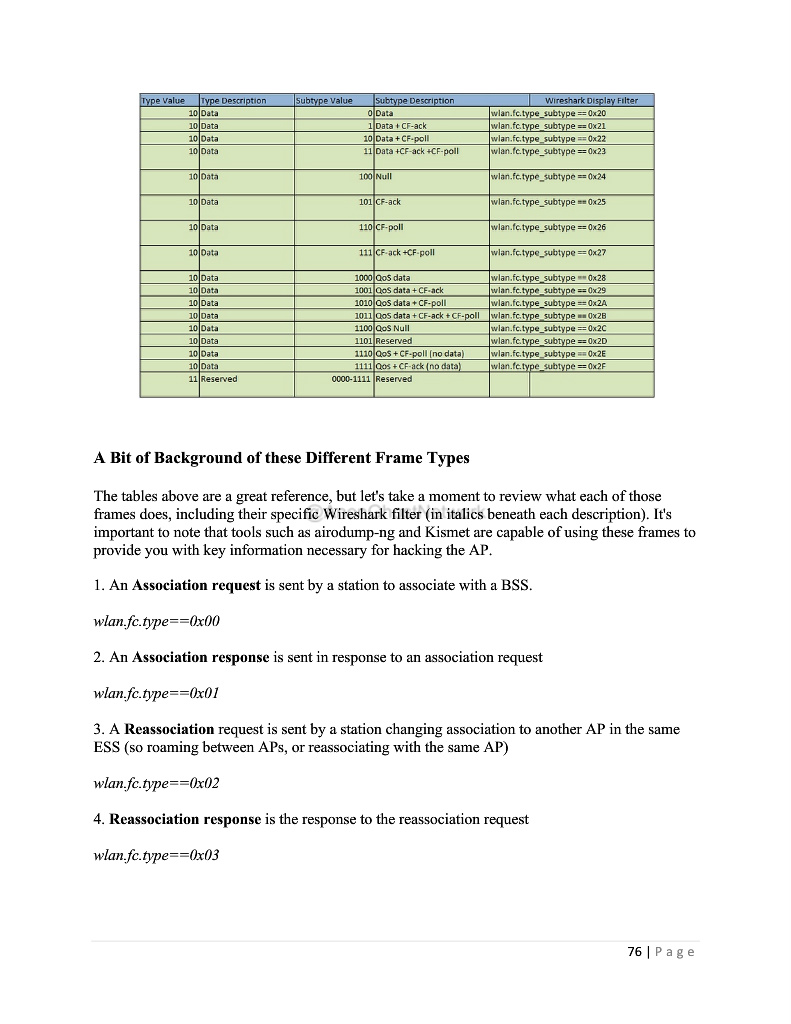 Type Value Type Description Subtype Value Subtype Description Wireshark Display Filter
10 Data 0 Data wlan.fc.type_subtype == 0x20
10 Data 1 Data + CF-ack wlan.fc.type_subtype == 0x21
10 Data 10 Data + CF-poll wlan.fc.type_subtype == 0x22
10 Data 11 Data +CF-ack +CF-poll wlan.fc.type_subtype == 0x23
10 Data 100 Null wlan.fc.type_subtype == 0x24
10 Data 101 CF-ack wlan.fc.type_subtype == 0x25
10 Data 110 CF-poll wlan.fc.type_subtype == 0x26
10 Data 111 CF-ack +CF-poll wlan.fc.type_subtype == 0x27
10 Data 1000 QoS data wlan.fc.type_subtype == 0x28
10 Data 1001 QoS data + CF-ack wlan.fc.type_subtype == 0x29
10 Data 1010 QoS data + CF-poll wlan.fc.type_subtype == 0x2A
10 Data 1011 QoS data + CF-ack + CF-poll wlan.fc.type_subtype == 0x2B
10 Data 1100 QoS Null wlan.fc.type_subtype == 0x2C
10 Data 1101 Reserved wlan.fc.type_subtype == 0x2D
10 Data 1110 QoS + CF-poll (no data) wlan.fc.type_subtype == 0x2E
10 Data 1111 Qos + CF-ack (no data) wlan.fc.type_subtype == 0x2F
11 Reserved 0000-1111 Reserved
A Bit of Background of these Different Frame Types
The tables above are a great reference, but let's take a moment to review what each of those
frames does, including their specific Wireshark filter (in italics beneath each description). It's
important to note that tools such as airodump-ng and Kismet are capable of using these frames to
provide you with key information necessary for hacking the AP.
1. An Association request is sent by a station to associate with a BSS.
wlan.fc.type==0x00
2. An Association response is sent in response to an association request
wlan.fc.type==0x01
3. A Reassociation request is sent by a station changing association to another AP in the same
ESS (so roaming between APs, or reassociating with the same AP)
wlan.fc.type==0x02
4. Reassociation response is the response to the reassociation request
wlan.fc.type==0x03
76 | Page